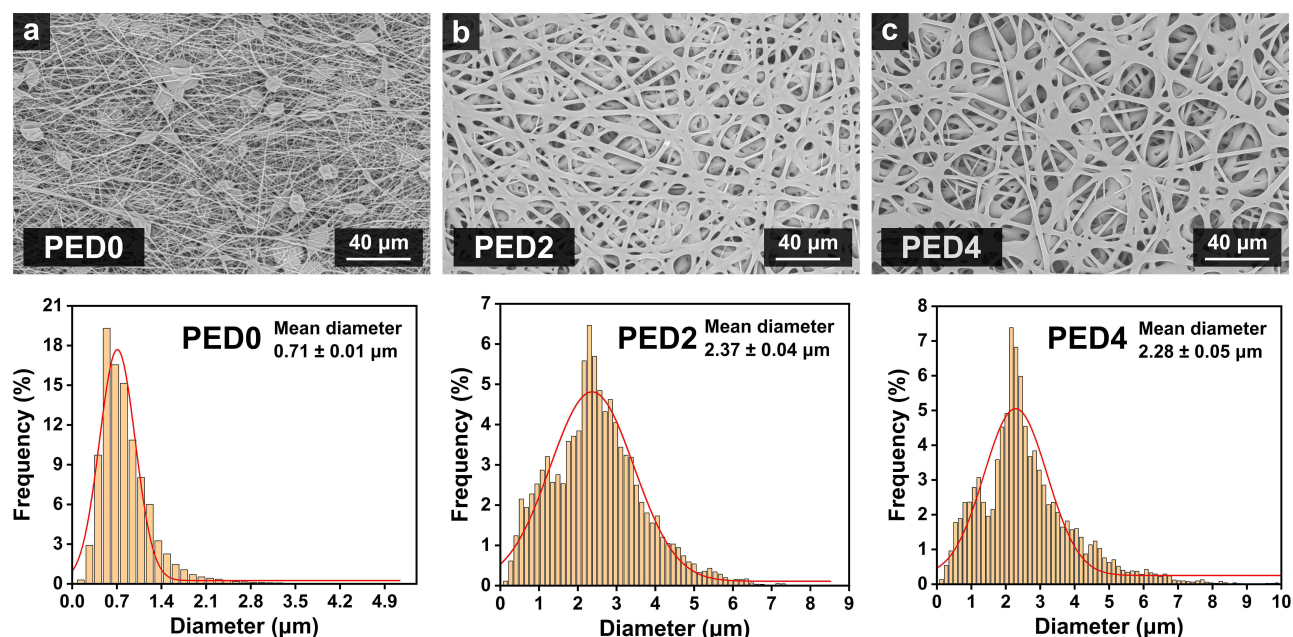 a
PED0
40 µm
b
PED2
40 µm
c
PED4
40 µm
PED0
Mean diameter
0.71 ± 0.01 µm
Frequency (%)
21
18
15
12
9
6
3
0
0.0 0.7 1.4 2.1 2.8 3.5 4.2 4.9
Diameter (µm)
PED2
Mean diameter
2.37 ± 0.04 µm
Frequency (%)
7
6
5
4
3
2
1
0
0 1 2 3 4 5 6 7 8 9
Diameter (µm)
PED4
Mean diameter
2.28 ± 0.05 µm
Frequency (%)
8
7
6
5
4
3
2
1
0
0 1 2 3 4 5 6 7 8 9 10
Diameter (µm)